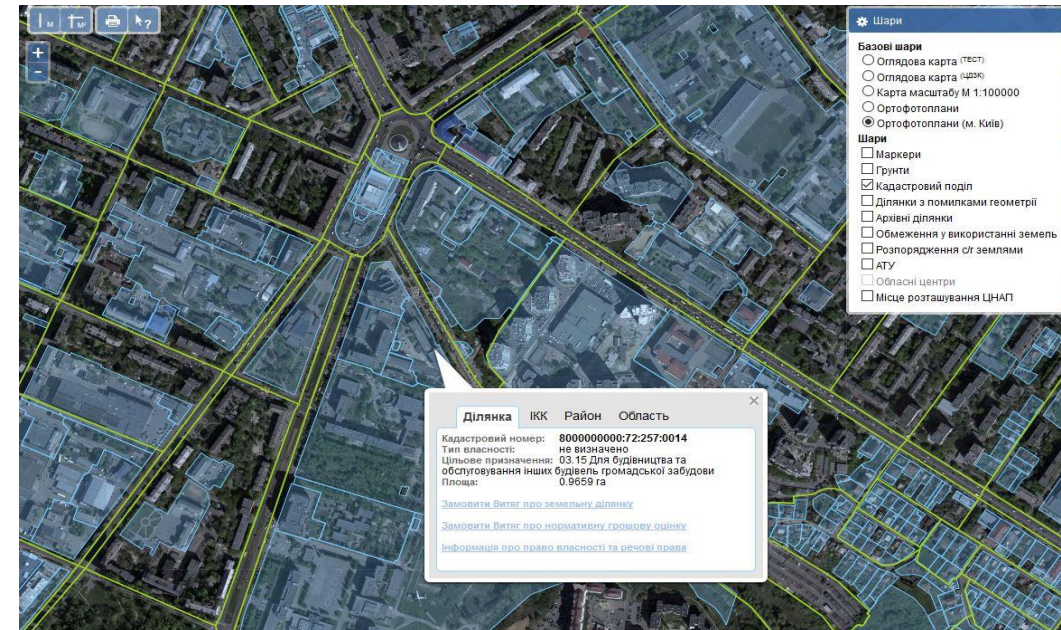 М
М²
?
+
-
Шари
Базові шари
Оглядова карта (ТЕСТ)
Оглядова карта (ЦДЗК)
Карта масштабу М 1:100000
Ортофотоплани
Ортофотоплани (м. Київ)
Шари
Маркери
Грунти
Кадастровий поділ
Ділянки з помилками геометрії
Архівні ділянки
Обмеження у використанні земель
Розпорядження с/г землями
АТУ
Обласні центри
Місце розташування ЦНАП
Ділянка ІКК Район Область
Кадастровий номер: 8000000000:72:257:0014
Тип власності: не визначено
Цільове призначення: 03.15 Для будівництва та
обслуговування інших будівель громадської забудови
Площа: 0.9659 га
Замовити Витяг про земельну ділянку
Замовити Витяг про нормативну грошову оцінку
Інформація про право власності та речові права